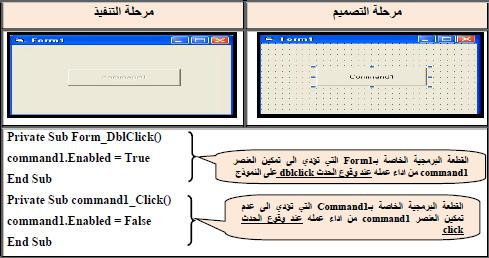 مرحلة التصميم
مرحلة التنفيذ
Form1
Command1
Form1
Command1
Private Sub Form_DblClick()
command1.Enabled = True
End Sub
القطعة البرمجية الخاصة بـForm1 التي تؤدي الى تمكين العنصر
command1 من اداء عمله عند وقوع الحدث dblclick على النموذج
Private Sub command1_Click()
command1.Enabled = False
End Sub
القطعة البرمجية الخاصة بـCommand1 التي تؤدي الى عدم
تمكين العنصر command1 من اداء عمله عند وقوع الحدث
click